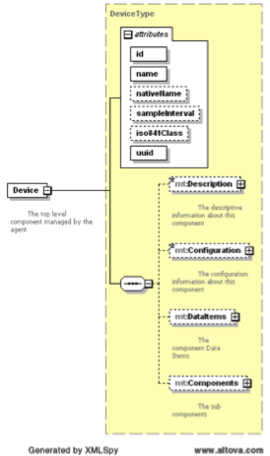 DeviceType
attributes
id
name
nativeName
sampleInterval
iso841Class
uuid
Device
The top level
component managed by the
agent
mt:Description
The descriptive
information about this
component
mt:Configuration
The configuration
information about this
component
mt:DataItems
The
component Data
Items
mt:Components
The sub
components
Generated by XMLSpy
www.altova.com